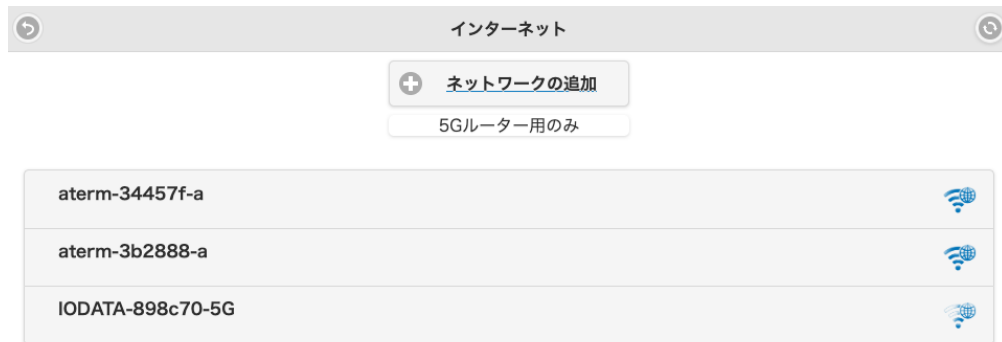 インターネット
ネットワークの追加
5Gルーター用のみ
aterm-34457f-a
aterm-3b2888-a
IODATA-898c70-5G